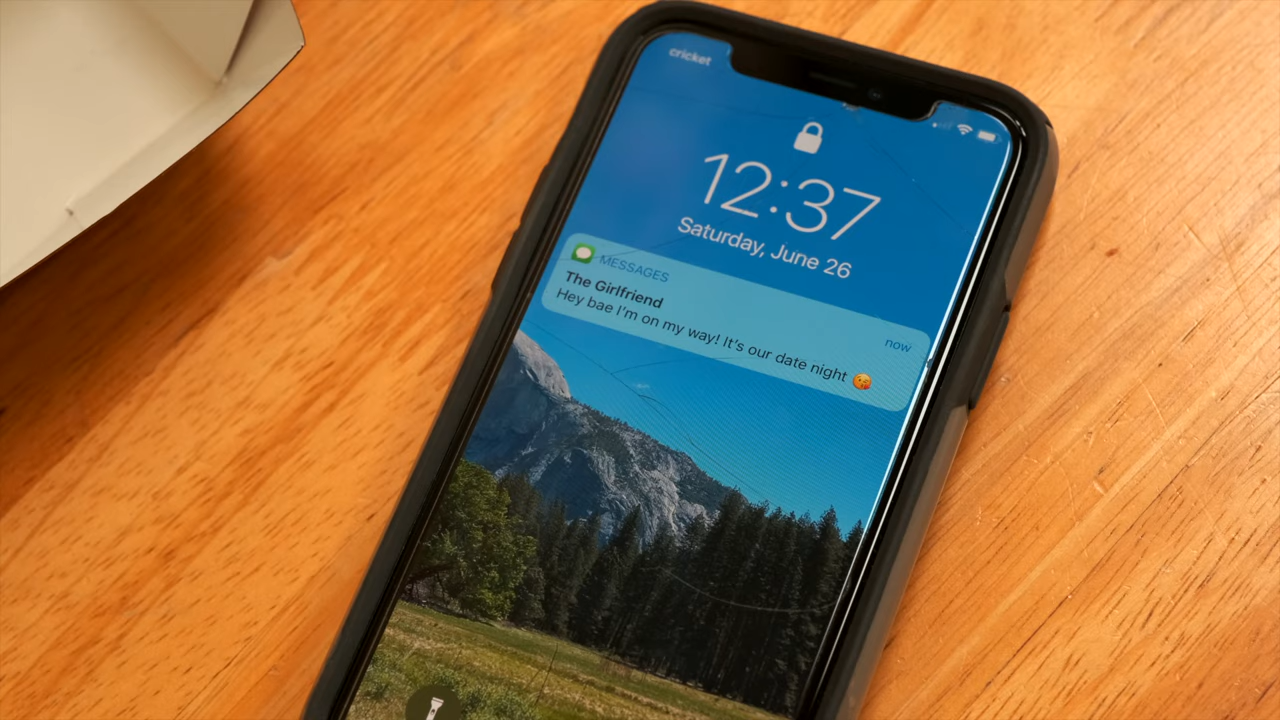 cricket
12:37
Saturday, June 26
MESSAGES
now
The Girlfriend
Hey bae I'm on my way! It's our date night 😘